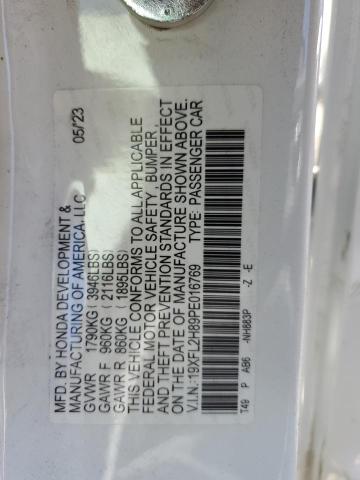 MFD. BY HONDA DEVELOPMENT & 05/'23
MANUFACTURING OF AMERICA, LLC
GVWR 1790KG ( 3946LBS)
GAWR F 960KG ( 2116LBS)
GAWR R 860KG ( 1895LBS)
THIS VEHICLE CONFORMS TO ALL APPLICABLE
FEDERAL MOTOR VEHICLE SAFETY, BUMPER,
AND THEFT PREVENTION STANDARDS IN EFFECT
ON THE DATE OF MANUFACTURE SHOWN ABOVE.
V.I.N.: 19XFL2H89PE016769 TYPE: PASSENGER CAR
T49 P AB6 -NH883P -Z -E